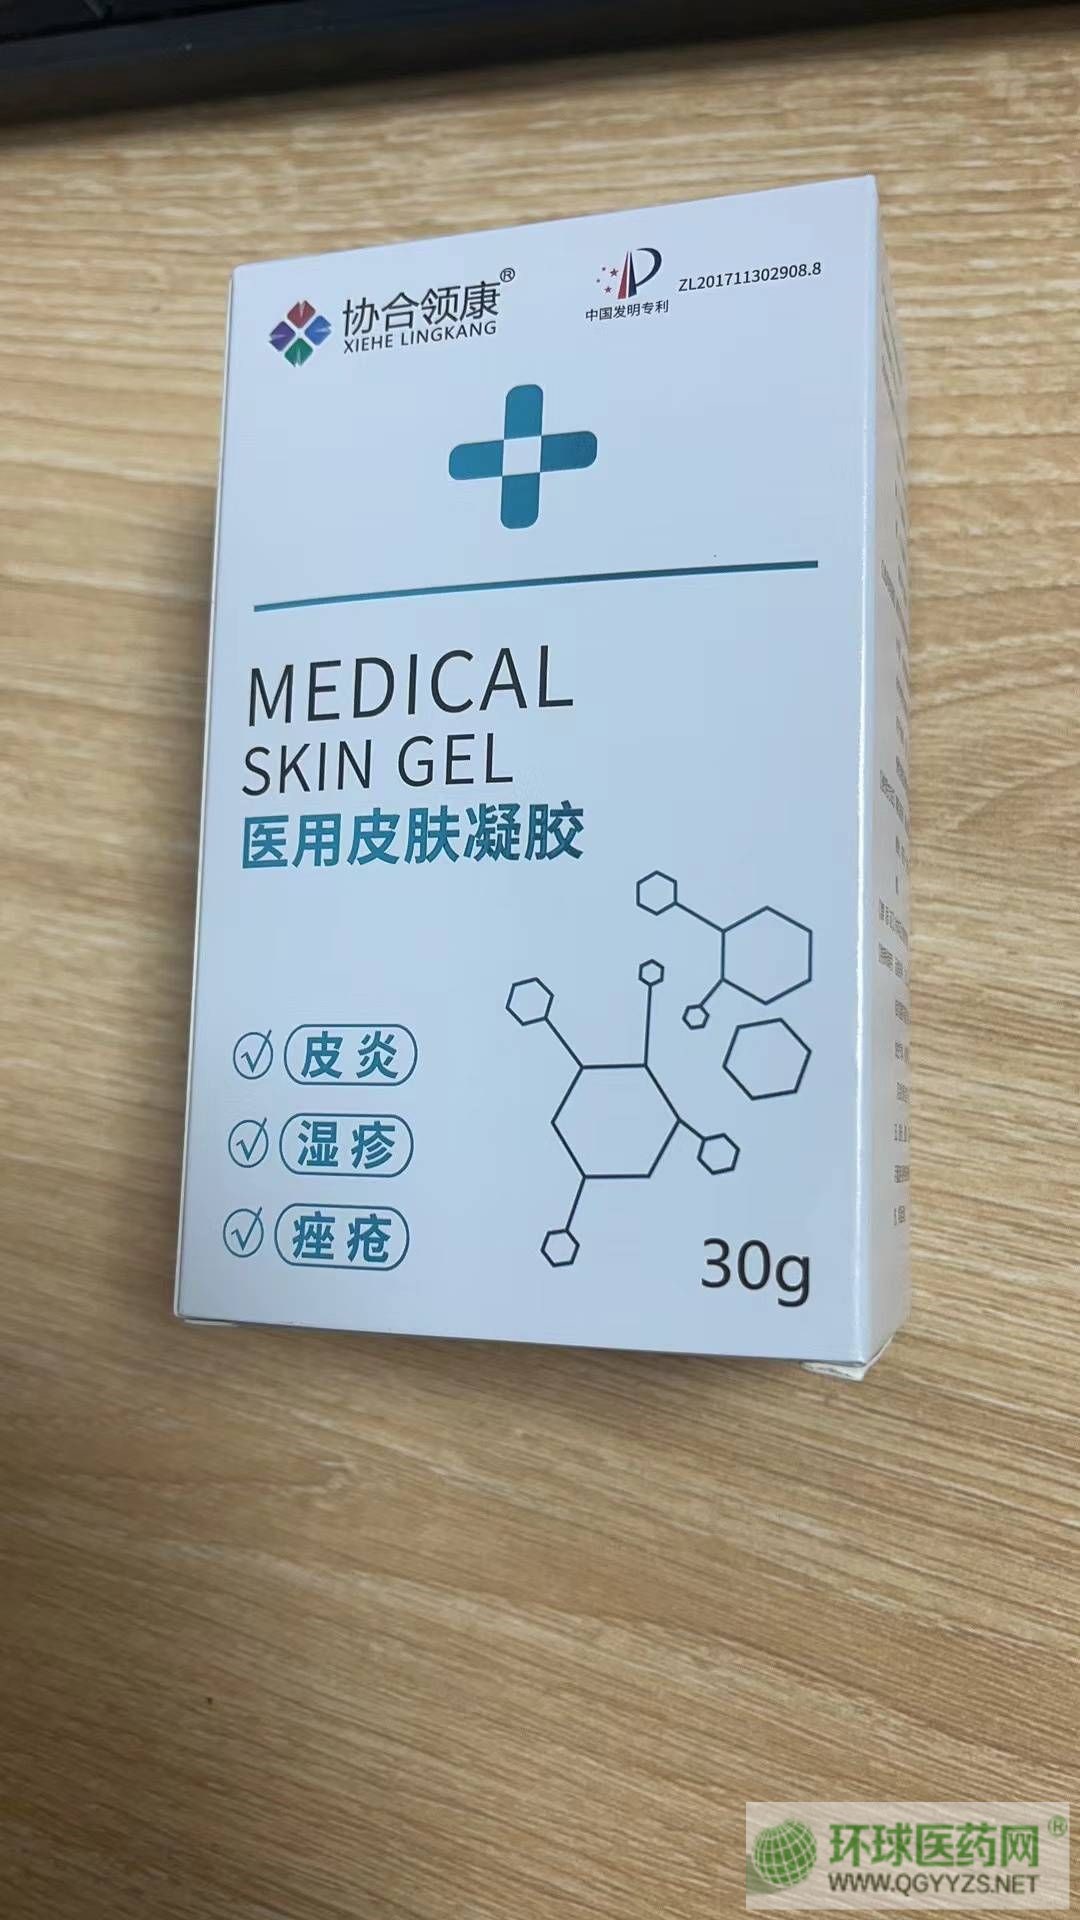 协合领康®
XIEHE LINGKANG
中国发明专利
ZL201711302908.8
MEDICAL
SKIN GEL
医用皮肤凝胶
皮炎
湿疹
痤疮
30g
环球医药网®
WWW.QGYYZS.NET